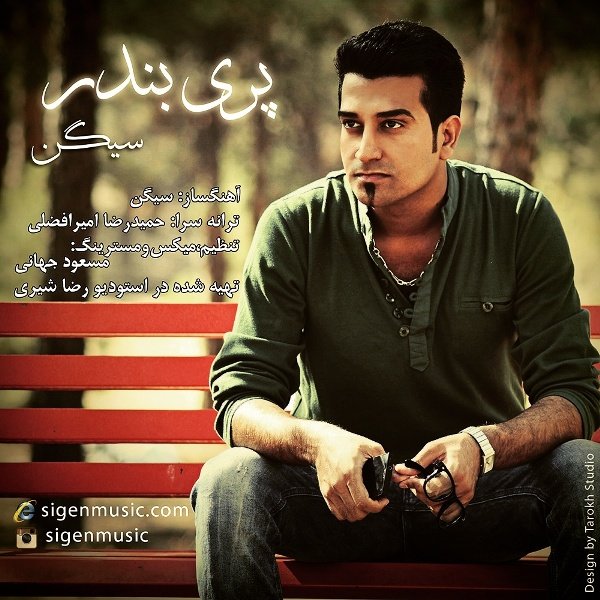 پری بندر
سیگن
آهنگساز: سیگن
ترانه سرا: حمیدرضا امیرافضلی
تنظیم،میکس‌ومسترینگ:
مسعود جهانی
تهیه شده در استودیو رضا شیری
sigenmusic.com
sigenmusic
Design by Tarokh Studio